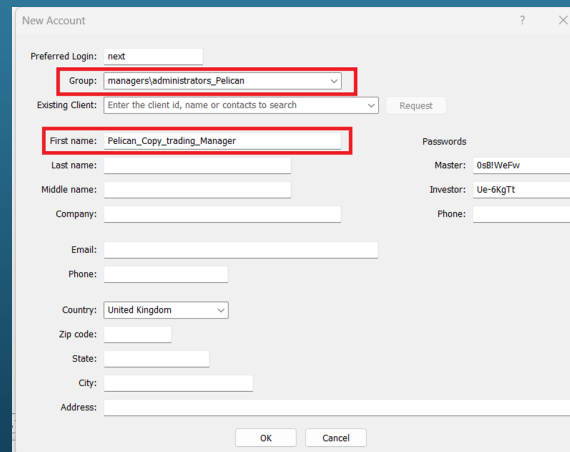 New Account ?
Preferred Login: next
Group: managers\administrators_Pelican
Existing Client: Enter the client id, name or contacts to search Request
First name: Pelican_Copy_trading_Manager Passwords
Last name: Master: 0sB!WeFw
Middle name: Investor: Ue-6KgTt
Company: Phone:
Email:
Phone:
Country: United Kingdom
Zip code:
State:
City:
Address:
OK Cancel